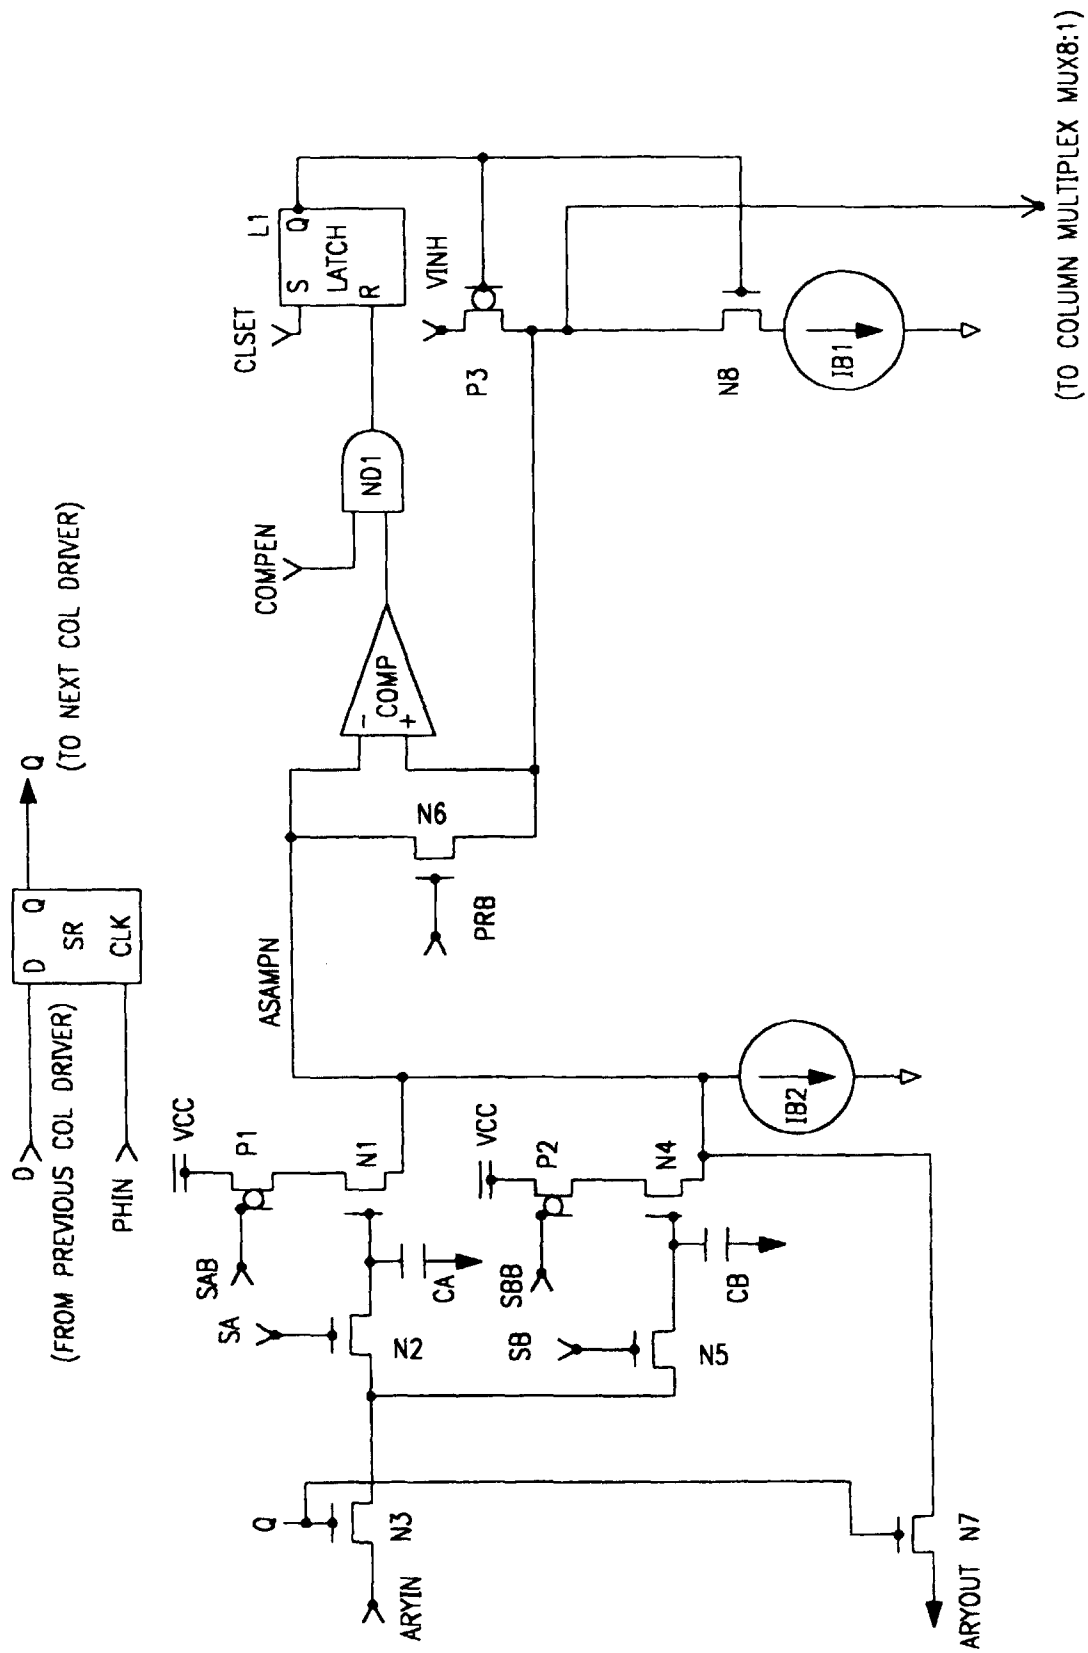 D
(FROM PREVIOUS COL DRIVER)
PHIN
D Q
SR
CLK
Q
(TO NEXT COL DRIVER)
Q
N3
ARYIN
SA
N2
SAB
VCC
P1
N1
CA
SB
N5
SBB
VCC
P2
N4
CB
IB2
ARYOUT N7
ASAMPN
PRB
N6
-
+
COMP
COMPEN
ND1
CLSET
L1
S Q
LATCH
R
VINH
P3
N8
IB1
(TO COLUMN MULTIPLEX MUX8:1)